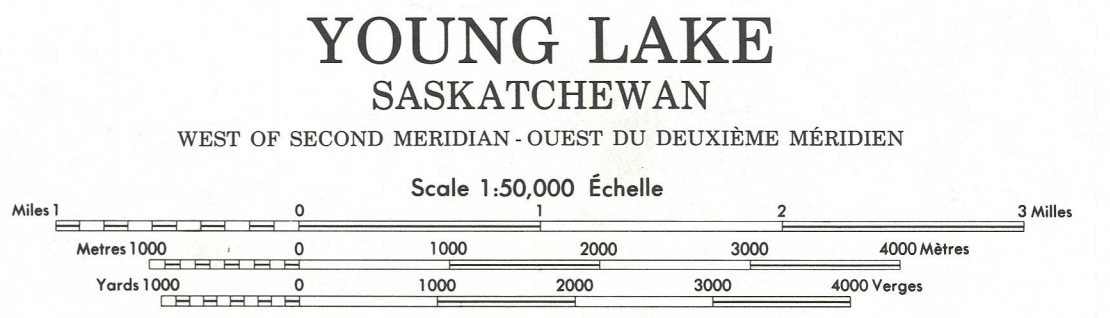 YOUNG LAKE
SASKATCHEWAN
WEST OF SECOND MERIDIAN - OUEST DU DEUXIÈME MÉRIDIEN
Scale 1:50,000 Échelle
Miles 1 0 1 2 3 Milles
Metres 1000 0 1000 2000 3000 4000 Mètres
Yards 1000 0 1000 2000 3000 4000 Verges